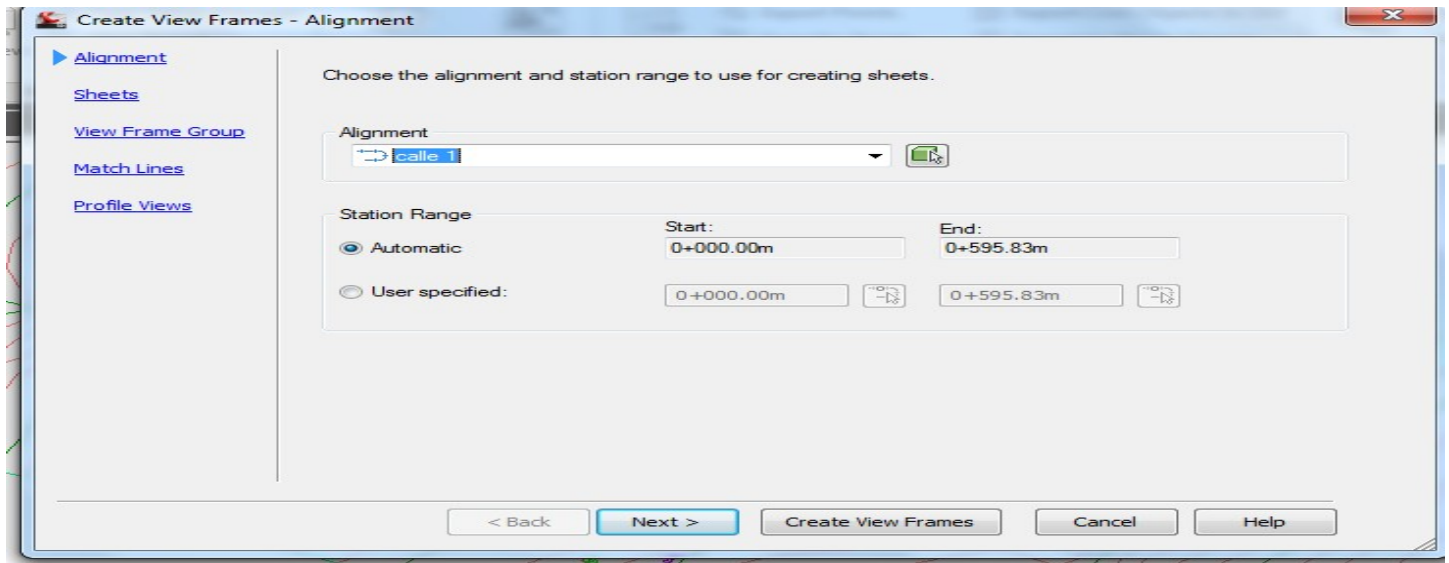 Create View Frames - Alignment
Alignment
Sheets
View Frame Group
Match Lines
Profile Views
Choose the alignment and station range to use for creating sheets.
Alignment
calle 1
Station Range
Start:
End:
Automatic
0+000.00m
0+595.83m
User specified:
0+000.00m
0+595.83m
< Back
Next >
Create View Frames
Cancel
Help